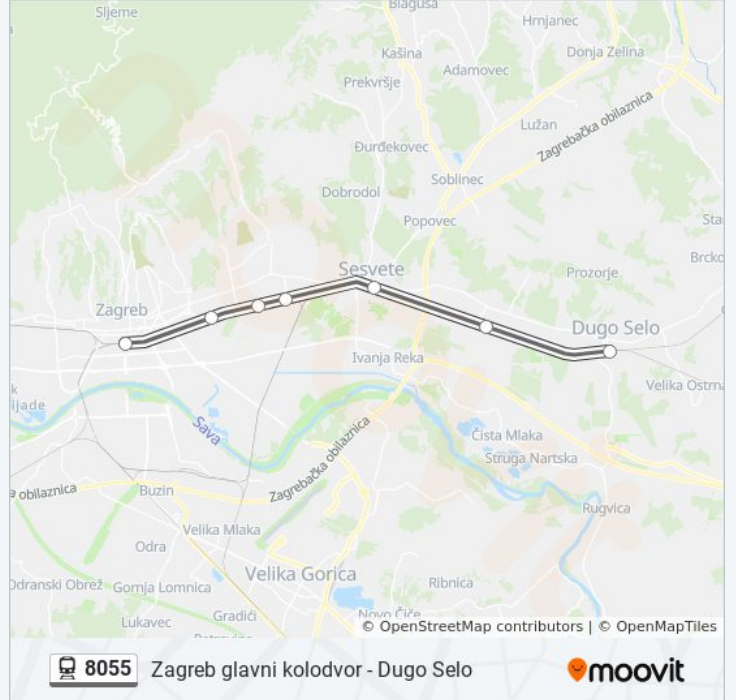 Sljeme
Blaguša
Hrnjanec
Kašina
Donja Zelina
Adamovec
Prekvršje
Zagrebačka obilaznica
Lužan
Đurđekovec
Soblinec
Dobrodol
Popovec
Sta
Brcko
Sesvete
Prozorje
Zagreb
Dugo Selo
Ivanja Reka
Velika Ostrna
k
ljade
Sava
Čista Mlaka
Struga Nartska
Zagrebačka obilaznica
a obilaznica
Buzin
Rugvica
Velika Mlaka
Odra
Velika Gorica
Odranski Obrež
Gornja Lomnica
Ribnica
Gradići
Novo Čiče
Lukavec
Petrovina
© OpenStreetMap contributors | © OpenMapTiles
8055 Zagreb glavni kolodvor - Dugo Selo
moovit